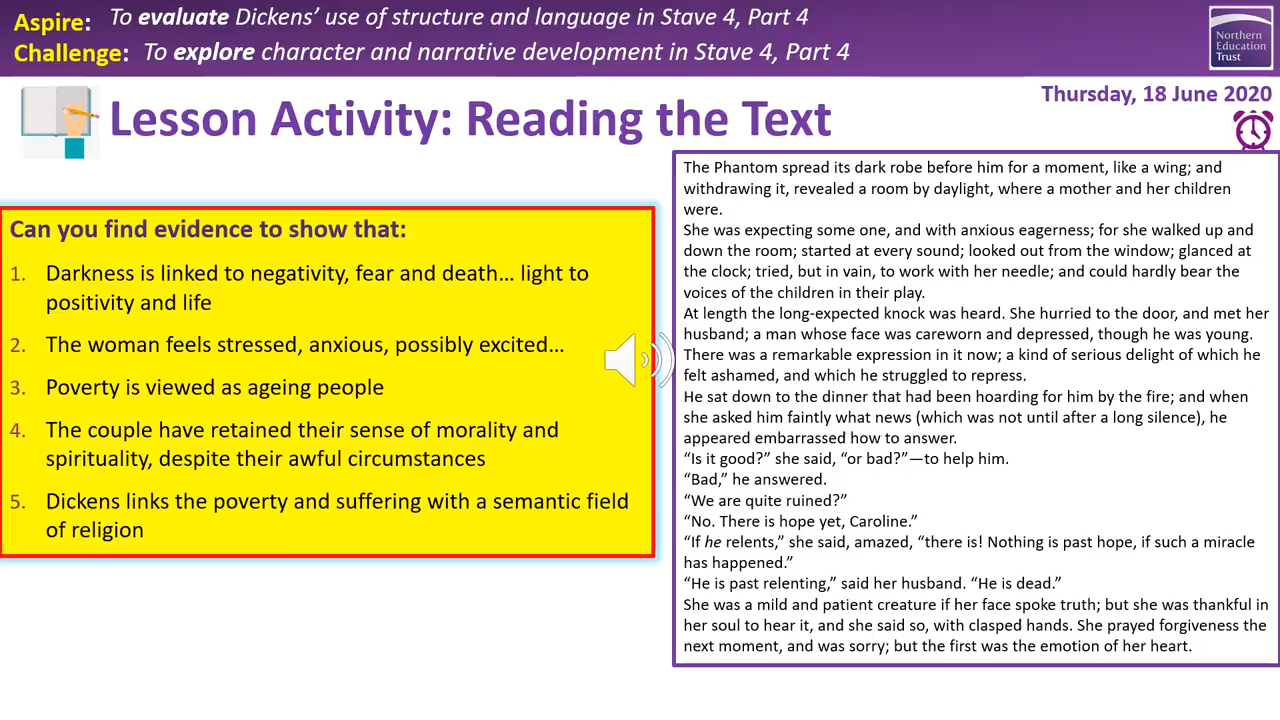 Aspire: To evaluate Dickens' use of structure and language in Stave 4, Part 4
Challenge: To explore character and narrative development in Stave 4, Part 4
Northern
Education
Trust
Thursday, 18 June 2020
Lesson Activity: Reading the Text
Can you find evidence to show that:
1. Darkness is linked to negativity, fear and death… light to
positivity and life
2. The woman feels stressed, anxious, possibly excited…
3. Poverty is viewed as ageing people
4. The couple have retained their sense of morality and
spirituality, despite their awful circumstances
5. Dickens links the poverty and suffering with a semantic field
of religion
The Phantom spread its dark robe before him for a moment, like a wing; and
withdrawing it, revealed a room by daylight, where a mother and her children
were.
She was expecting some one, and with anxious eagerness; for she walked up and
down the room; started at every sound; looked out from the window; glanced at
the clock; tried, but in vain, to work with her needle; and could hardly bear the
voices of the children in their play.
At length the long-expected knock was heard. She hurried to the door, and met her
husband; a man whose face was careworn and depressed, though he was young.
There was a remarkable expression in it now; a kind of serious delight of which he
felt ashamed, and which he struggled to repress.
He sat down to the dinner that had been hoarding for him by the fire; and when
she asked him faintly what news (which was not until after a long silence), he
appeared embarrassed how to answer.
“Is it good?” she said, “or bad?”—to help him.
“Bad,” he answered.
“We are quite ruined?”
“No. There is hope yet, Caroline.”
“If he relents,” she said, amazed, “there is! Nothing is past hope, if such a miracle
has happened.”
“He is past relenting,” said her husband. “He is dead.”
She was a mild and patient creature if her face spoke truth; but she was thankful in
her soul to hear it, and she said so, with clasped hands. She prayed forgiveness the
next moment, and was sorry; but the first was the emotion of her heart.